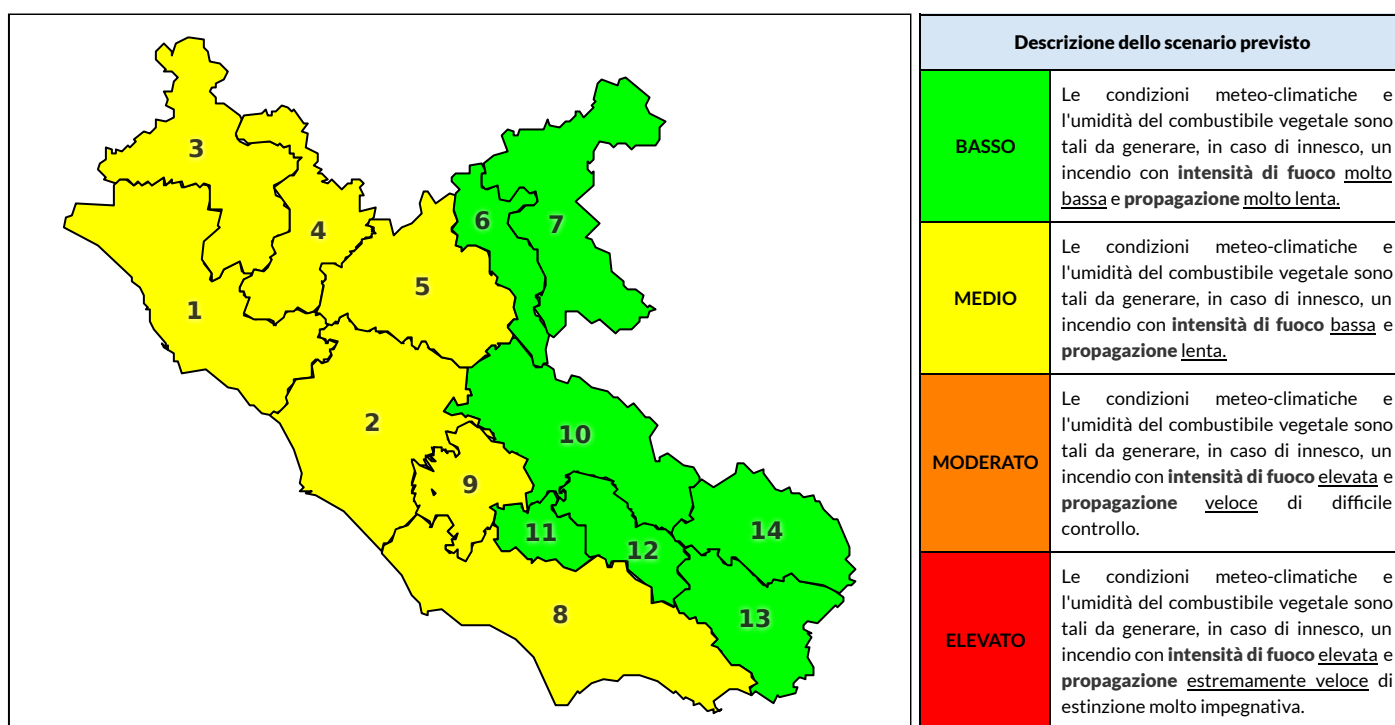 3
4
6
7
5
1
2
10
9
11
12
14
8
13
Descrizione dello scenario previsto
BASSO
Le condizioni meteo-climatiche e
l'umidità del combustibile vegetale sono
tali da generare, in caso di innesco, un
incendio con intensità di fuoco molto
bassa e propagazione molto lenta.
MEDIO
Le condizioni meteo-climatiche e
l'umidità del combustibile vegetale sono
tali da generare, in caso di innesco, un
incendio con intensità di fuoco bassa e
propagazione lenta.
MODERATO
Le condizioni meteo-climatiche e
l'umidità del combustibile vegetale sono
tali da generare, in caso di innesco, un
incendio con intensità di fuoco elevata e
propagazione veloce di difficile
controllo.
ELEVATO
Le condizioni meteo-climatiche e
l'umidità del combustibile vegetale sono
tali da generare, in caso di innesco, un
incendio con intensità di fuoco elevata e
propagazione estremamente veloce di
estinzione molto impegnativa.